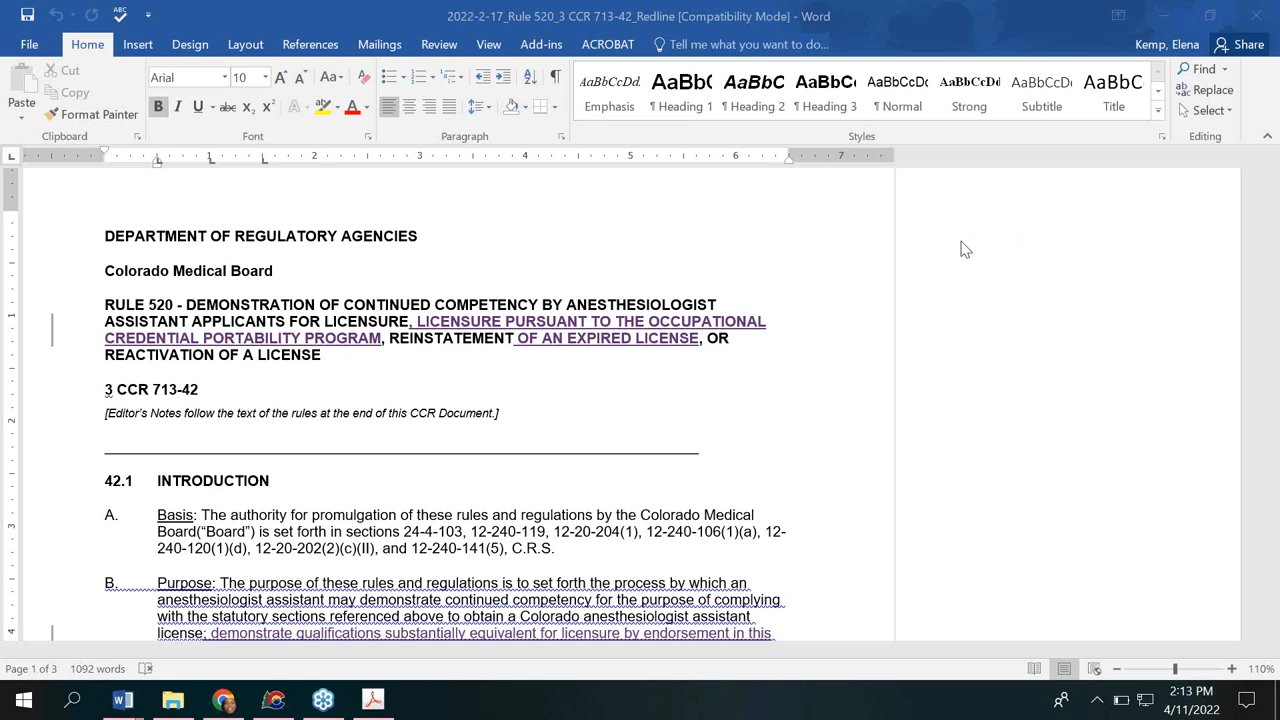 2022-2-17_Rule 520_3 CCR 713-42_Redline [Compatibility Mode] - Word
File Home Insert Design Layout References Mailings Review View Add-ins ACROBAT Tell me what you want to do... Kemp, Elena Share
Paste
Cut
Copy
Format Painter
Clipboard
Arial 10
Font
Paragraph
AaBbCcDd. AaBbC AaBbC AaBbCc AaBbCcDc AaBbCcDd AaBbCcDd AaBbC
Emphasis ¶ Heading 1 ¶ Heading 2 ¶ Heading 3 ¶ Normal Strong Subtitle Title
Styles
Find
Replace
Select
Editing
1 2 3 4 5 6 7
DEPARTMENT OF REGULATORY AGENCIES
Colorado Medical Board
RULE 520 - DEMONSTRATION OF CONTINUED COMPETENCY BY ANESTHESIOLOGIST
ASSISTANT APPLICANTS FOR LICENSURE, LICENSURE PURSUANT TO THE OCCUPATIONAL
CREDENTIAL PORTABILITY PROGRAM, REINSTATEMENT OF AN EXPIRED LICENSE, OR
REACTIVATION OF A LICENSE
3 CCR 713-42
[Editor's Notes follow the text of the rules at the end of this CCR Document.]
42.1 INTRODUCTION
A. Basis: The authority for promulgation of these rules and regulations by the Colorado Medical
Board("Board") is set forth in sections 24-4-103, 12-240-119, 12-20-204(1), 12-240-106(1)(a), 12-
240-120(1)(d), 12-20-202(2)(c)(II), and 12-240-141(5), C.R.S.
B. Purpose: The purpose of these rules and regulations is to set forth the process by which an
anesthesiologist assistant may demonstrate continued competency for the purpose of complying
with the statutory sections referenced above to obtain a Colorado anesthesiologist assistant
license; demonstrate qualifications substantially equivalent for licensure by endorsement in this
Page 1 of 3 1092 words 110%
2:13 PM
4/11/2022